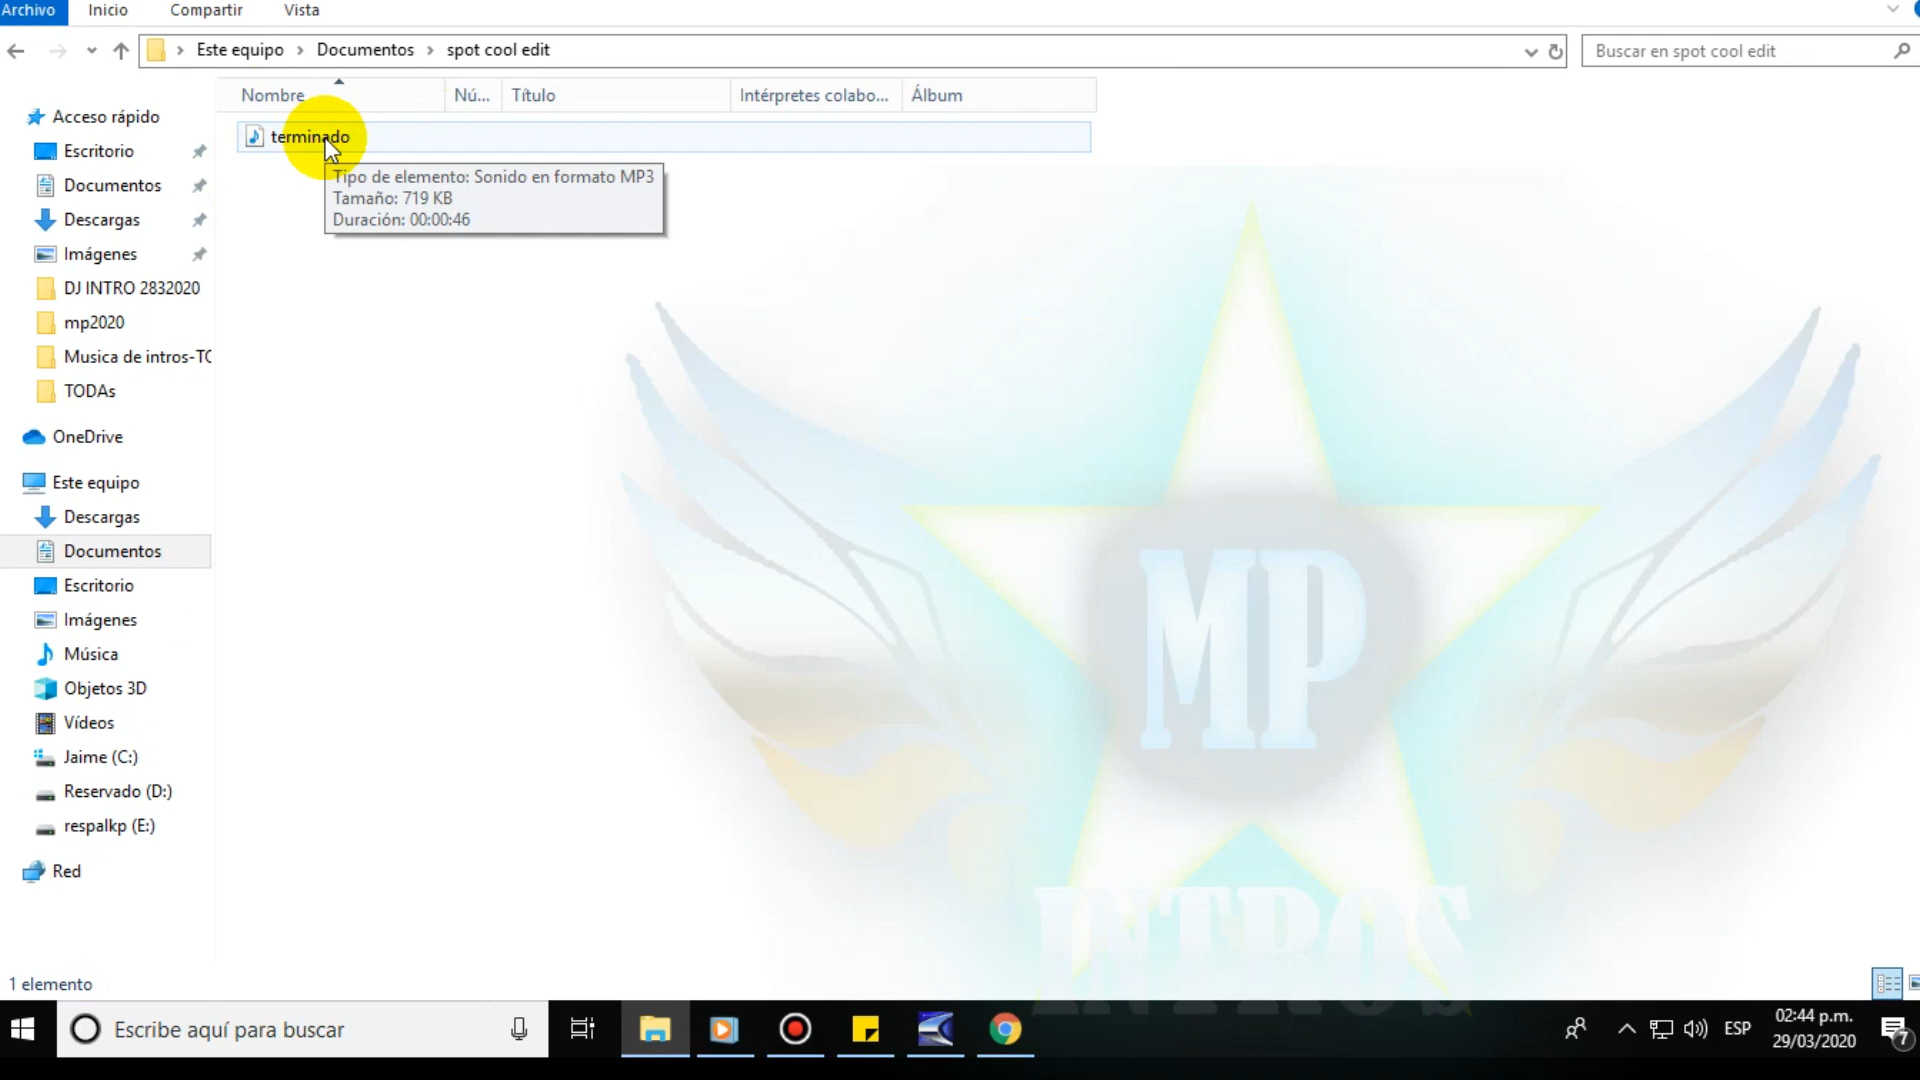 Archivo Inicio Compartir Vista
Este equipo Documentos spot cool edit
Buscar en spot cool edit
Nombre Nú... Título Intérpretes colabo... Álbum
terminado
Tipo de elemento: Sonido en formato MP3
Tamaño: 719 KB
Duración: 00:00:46
Acceso rápido
Escritorio
Documentos
Descargas
Imágenes
DJ INTRO 2832020
mp2020
Musica de intros-TO
TODAs
OneDrive
Este equipo
Descargas
Documentos
Escritorio
Imágenes
Música
Objetos 3D
Vídeos
Jaime (C:)
Reservado (D:)
respalkp (E:)
Red
MP
INTROS
1 elemento
Escribe aquí para buscar
ESP
02:44 p.m.
29/03/2020
7